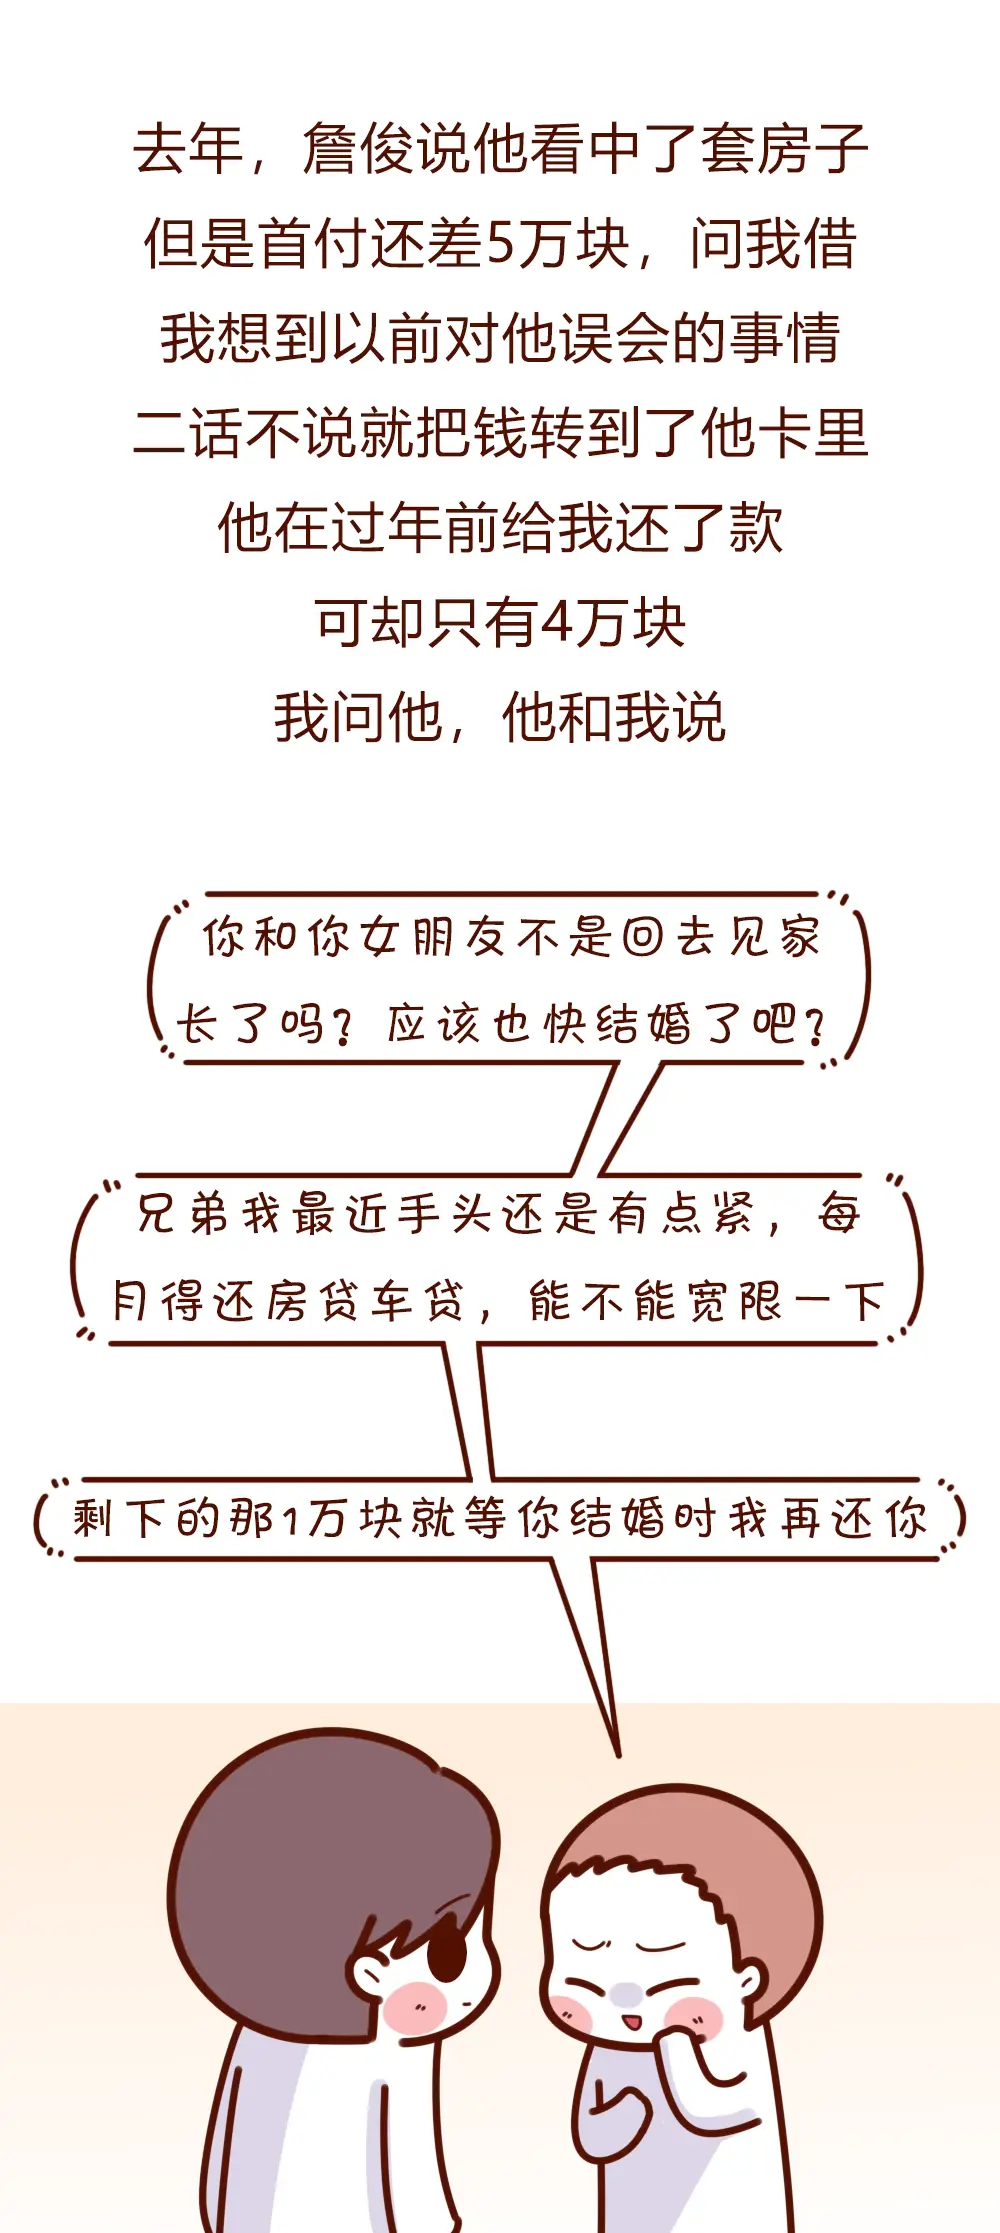 去年，詹俊说他看中了套房子
但是首付还差5万块，问我借
我想到以前对他误会的事情
二话不说就把钱转到了他卡里
他在过年前给我还了款
可却只有4万块
我问他，他和我说
你和你女朋友不是回去见家
长了吗？应该也快结婚了吧？
兄弟我最近手头还是有点紧，每
月得还房贷车贷，能不能宽限一下
剩下的那1万块就等你结婚时我再还你